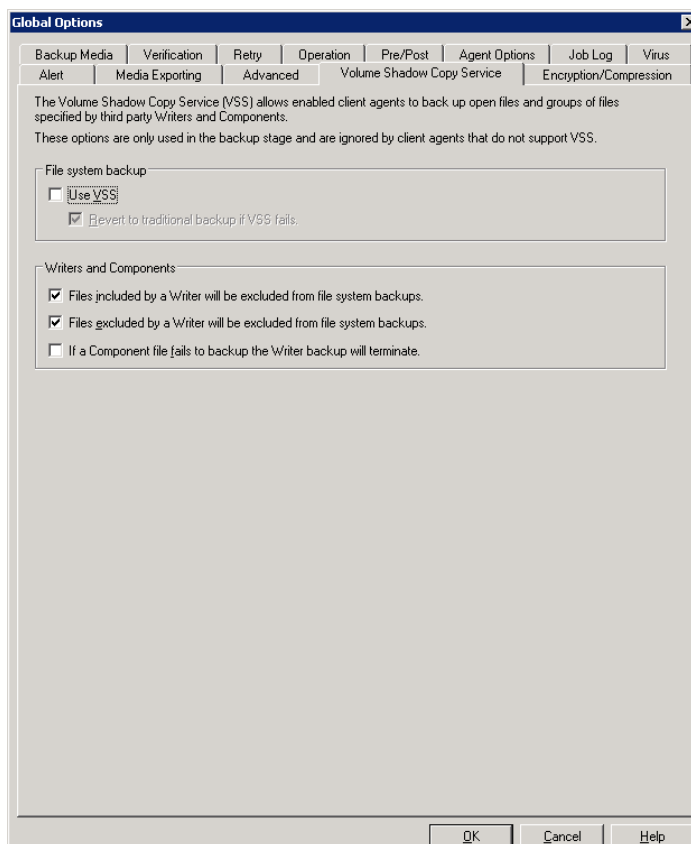 Global Options
Backup Media Verification Retry Operation Pre/Post Agent Options Job Log Virus
Alert Media Exporting Advanced Volume Shadow Copy Service Encryption/Compression
The Volume Shadow Copy Service (VSS) allows enabled client agents to back up open files and groups of files
specified by third party Writers and Components.
These options are only used in the backup stage and are ignored by client agents that do not support VSS.
File system backup
Use VSS
Revert to traditional backup if VSS fails.
Writers and Components
Files included by a Writer will be excluded from file system backups.
Files excluded by a Writer will be excluded from file system backups.
If a Component file fails to backup the Writer backup will terminate.
OK Cancel Help